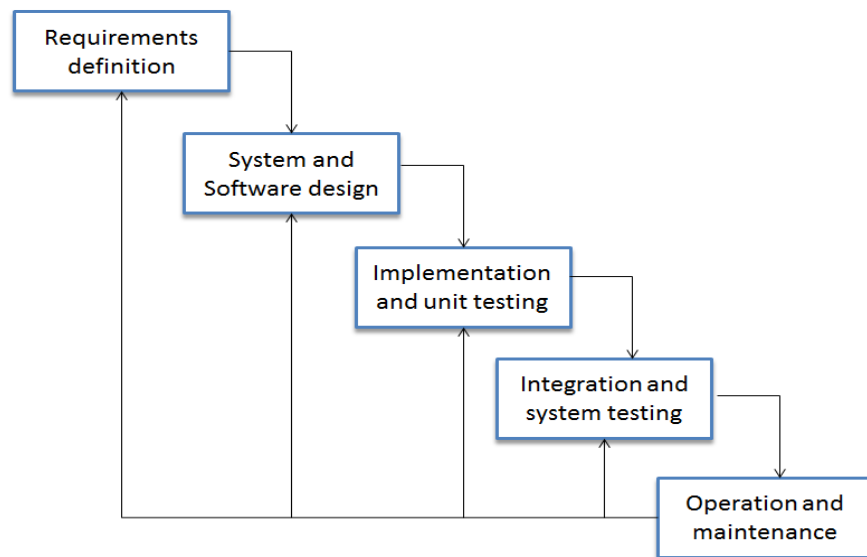 Requirements
definition
System and
Software design
Implementation
and unit testing
Integration and
system testing
Operation and
maintenance